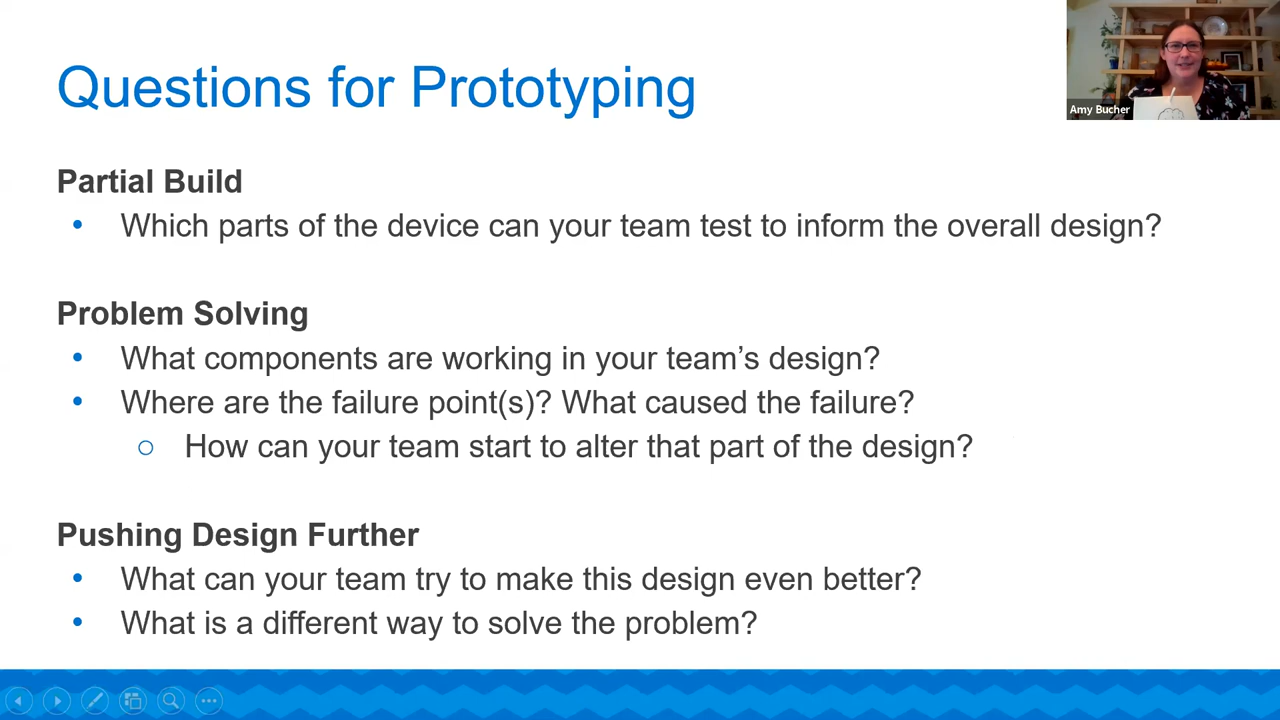 Questions for Prototyping
Amy Bucher
Partial Build
• Which parts of the device can your team test to inform the overall design?
Problem Solving
• What components are working in your team’s design?
• Where are the failure point(s)? What caused the failure?
○ How can your team start to alter that part of the design?
Pushing Design Further
• What can your team try to make this design even better?
• What is a different way to solve the problem?